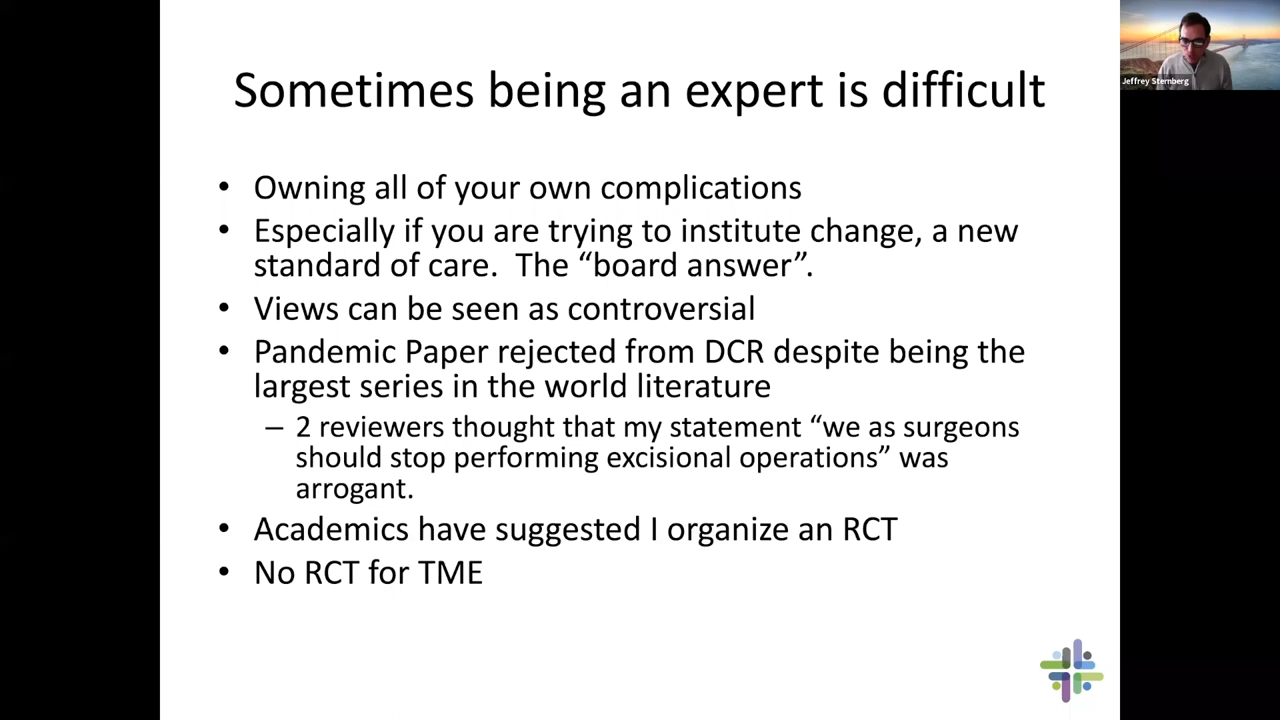 Sometimes being an expert is difficult
• Owning all of your own complications
• Especially if you are trying to institute change, a new
standard of care.  The “board answer”.
• Views can be seen as controversial
• Pandemic Paper rejected from DCR despite being the
largest series in the world literature
– 2 reviewers thought that my statement “we as surgeons
should stop performing excisional operations” was
arrogant.
• Academics have suggested I organize an RCT
• No RCT for TME
Jeffrey Sternberg